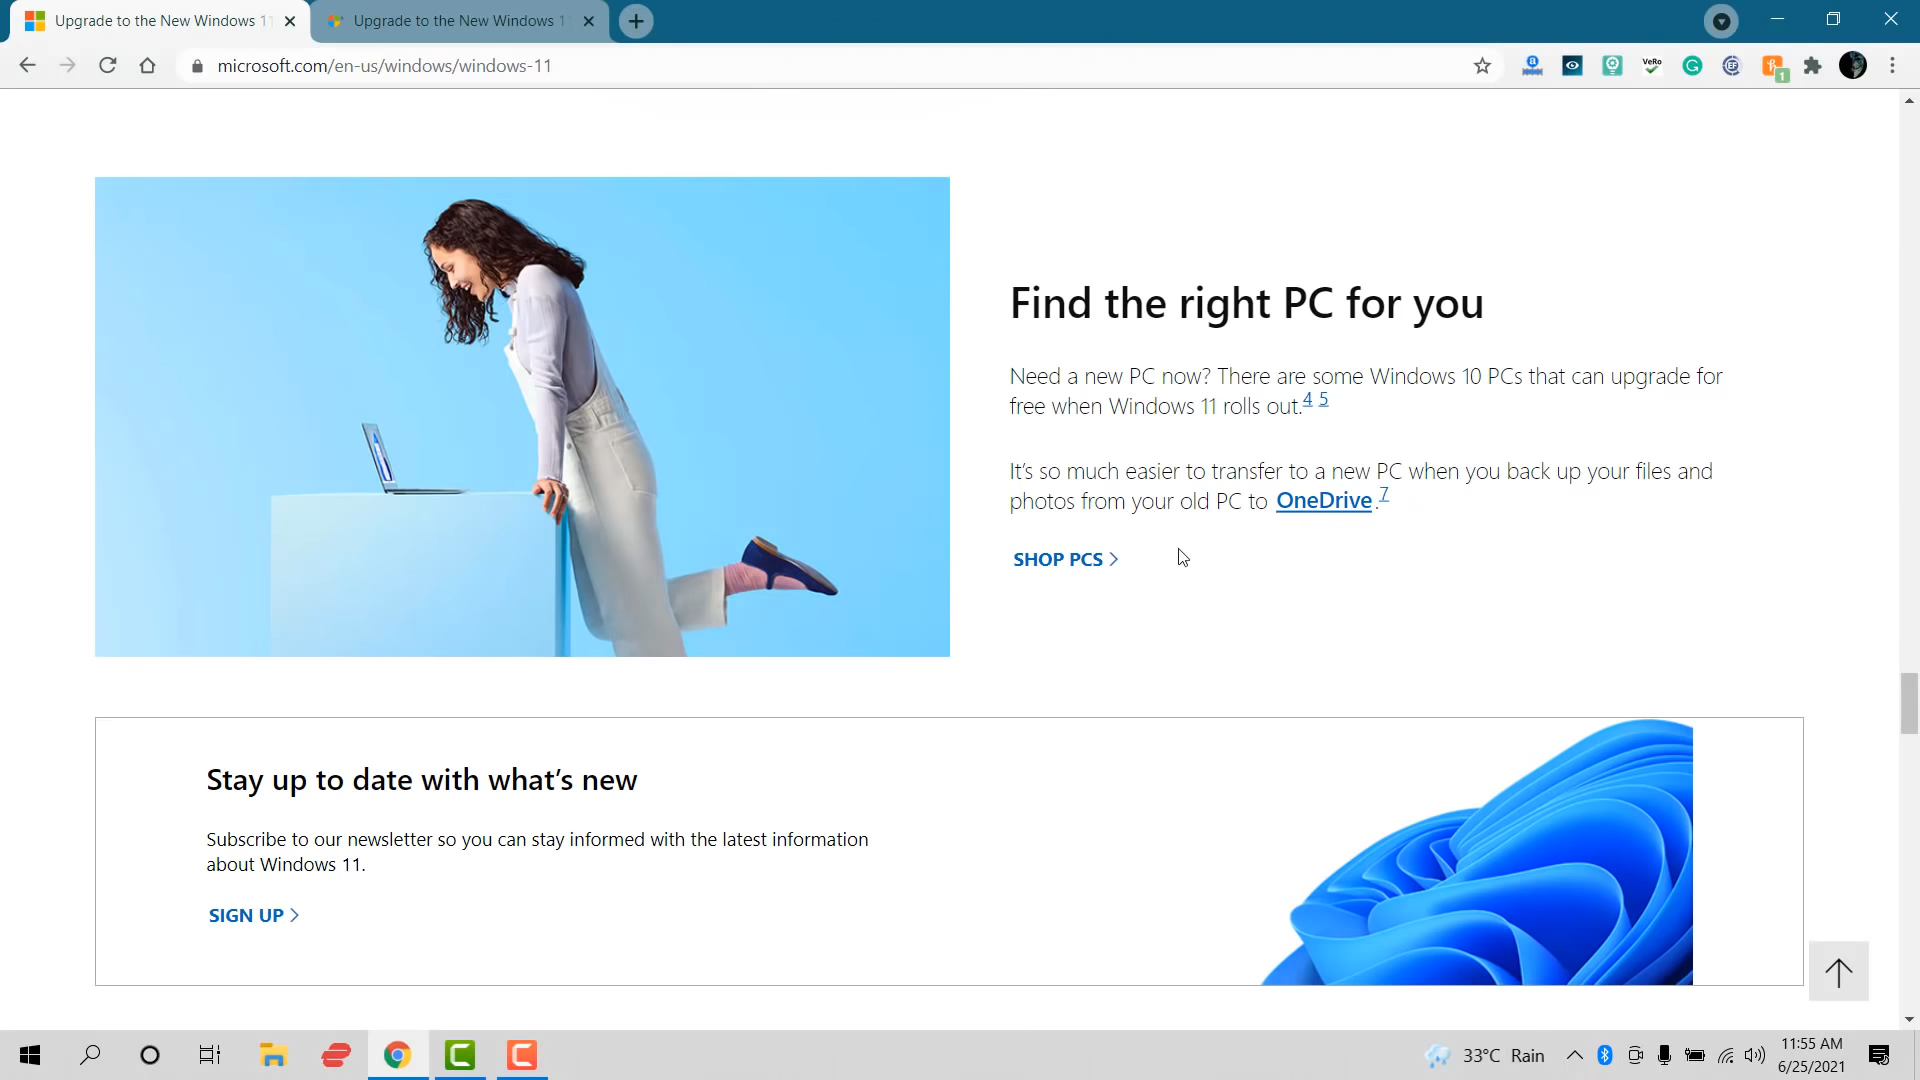 Upgrade to the New Windows 11
Upgrade to the New Windows 1
microsoft.com/en-us/windows/windows-11
VeRo
1
Find the right PC for you
Need a new PC now? There are some Windows 10 PCs that can upgrade for
free when Windows 11 rolls out.4 5
It's so much easier to transfer to a new PC when you back up your files and
photos from your old PC to OneDrive.7
SHOP PCS >
Stay up to date with what's new
Subscribe to our newsletter so you can stay informed with the latest information
about Windows 11.
SIGN UP >
33°C Rain
11:55 AM
6/25/2021